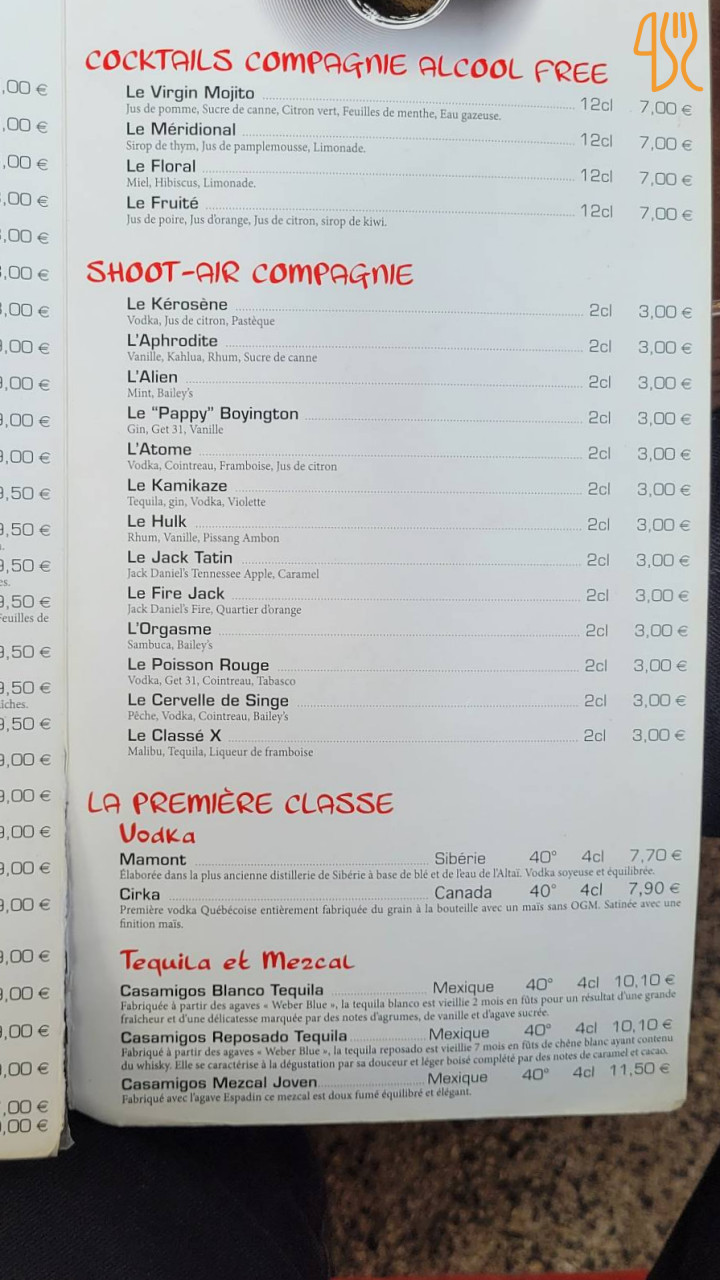 COCKTAILS COMPAGNIE ALCOOL FREE
Le Virgin Mojito 12cl 7,00 €
Jus de pomme, Sucre de canne, Citron vert, Feuilles de menthe, Eau gazeuse.
Le Méridional 12cl 7,00 €
Sirop de thym, Jus de pamplemousse, Limonade.
Le Floral 12cl 7,00 €
Miel, Hibiscus, Limonade.
Le Fruité 12cl 7,00 €
Jus de poire, Jus d'orange, Jus de citron, sirop de kiwi.
SHOOT-AIR COMPAGNIE
Le Kérosène 2cl 3,00 €
Vodka, Jus de citron, Pastèque
L'Aphrodite 2cl 3,00 €
Vanille, Kahlua, Rhum, Sucre de canne
L'Alien 2cl 3,00 €
Mint, Bailey's
Le "Pappy" Boyington 2cl 3,00 €
Gin, Get 31, Vanille
L'Atome 2cl 3,00 €
Vodka, Cointreau, Framboise, Jus de citron
Le Kamikaze 2cl 3,00 €
Tequila, gin, Vodka, Violette
Le Hulk 2cl 3,00 €
Rhum, Vanille, Pissang Ambon
Le Jack Tatin 2cl 3,00 €
Jack Daniel's Tennessee Apple, Caramel
Le Fire Jack 2cl 3,00 €
Jack Daniel's Fire, Quartier d'orange
L'Orgasme 2cl 3,00 €
Sambuca, Bailey's
Le Poisson Rouge 2cl 3,00 €
Vodka, Get 31, Cointreau, Tabasco
Le Cervelle de Singe 2cl 3,00 €
Pêche, Vodka, Cointreau, Bailey's
Le Classé X 2cl 3,00 €
Malibu, Tequila, Liqueur de framboise
LA PREMIÈRE CLASSE
Vodka
Mamont Sibérie 40° 4cl 7,70 €
Élaborée dans la plus ancienne distillerie de Sibérie à base de blé et de l'eau de l'Altaï. Vodka soyeuse et équilibrée.
Cirka Canada 40° 4cl 7,90 €
Première vodka Québécoise entièrement fabriquée du grain à la bouteille avec un maïs sans OGM. Satinée avec une
finition maïs.
Tequila et Mezcal
Casamigos Blanco Tequila Mexique 40° 4cl 10,10 €
Fabriquée à partir des agaves « Weber Blue », la tequila blanco est vieillie 2 mois en fûts pour un résultat d'une grande
fraîcheur et d'une délicatesse marquée par des notes d'agrumes, de vanille et d'agave sucrée.
Casamigos Reposado Tequila Mexique 40° 4cl 10,10 €
Fabriqué à partir des agaves « Weber Blue », la tequila reposado est vieillie 7 mois en fûts de chêne blanc ayant contenu
du whisky. Elle se caractérise à la dégustation par sa douceur et léger boisé complété par des notes de caramel et cacao.
Casamigos Mezcal Joven Mexique 40° 4cl 11,50 €
Fabriqué avec l'agave Espadin ce mezcal est doux fumé équilibré et élégant.